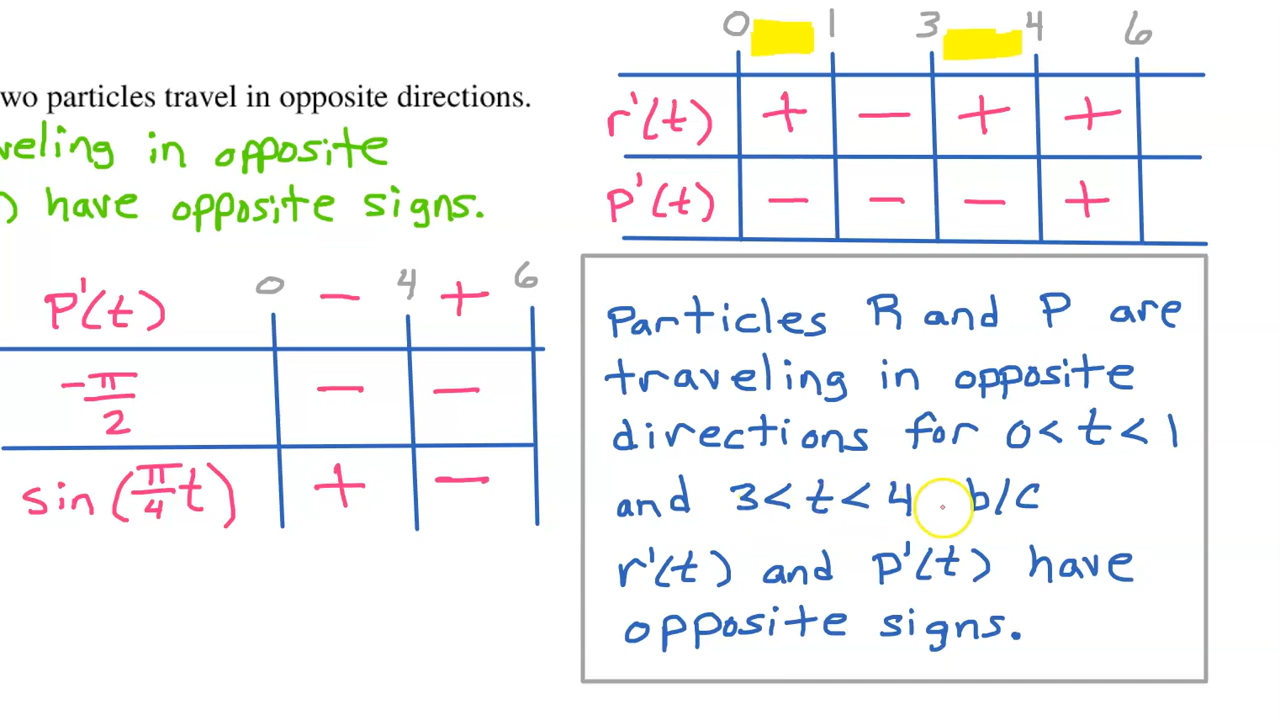 wo particles travel in opposite directions.
veling in opposite
) have opposite signs.
0 1 3 4 6
r'(t) + − + +
p'(t) − − − +
0 − 4 + 6
P'(t)
-π/2 − −
sin(π/4 t) + −
Particles R and P are
traveling in opposite
directions for 0 < t < 1
and 3 < t < 4 b/c
r'(t) and p'(t) have
opposite signs.